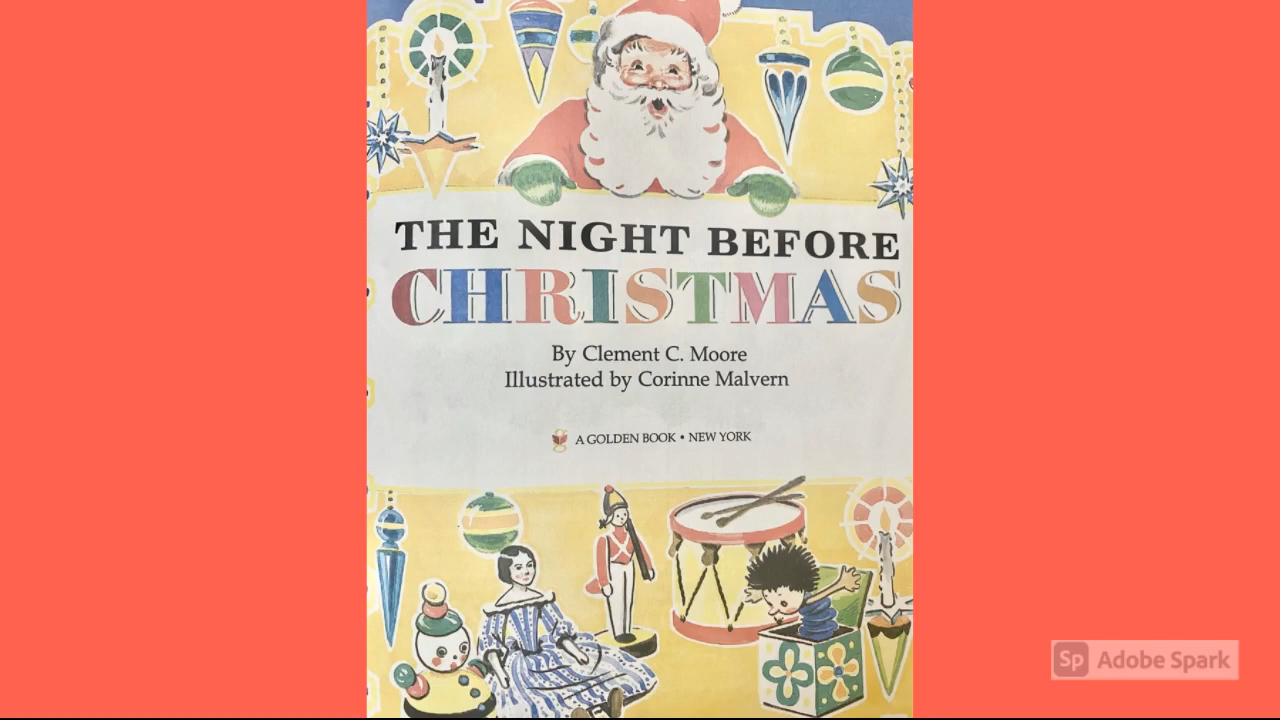 THE NIGHT BEFORE
CHRISTMAS
By Clement C. Moore
Illustrated by Corinne Malvern
A GOLDEN BOOK • NEW YORK
Sp Adobe Spark